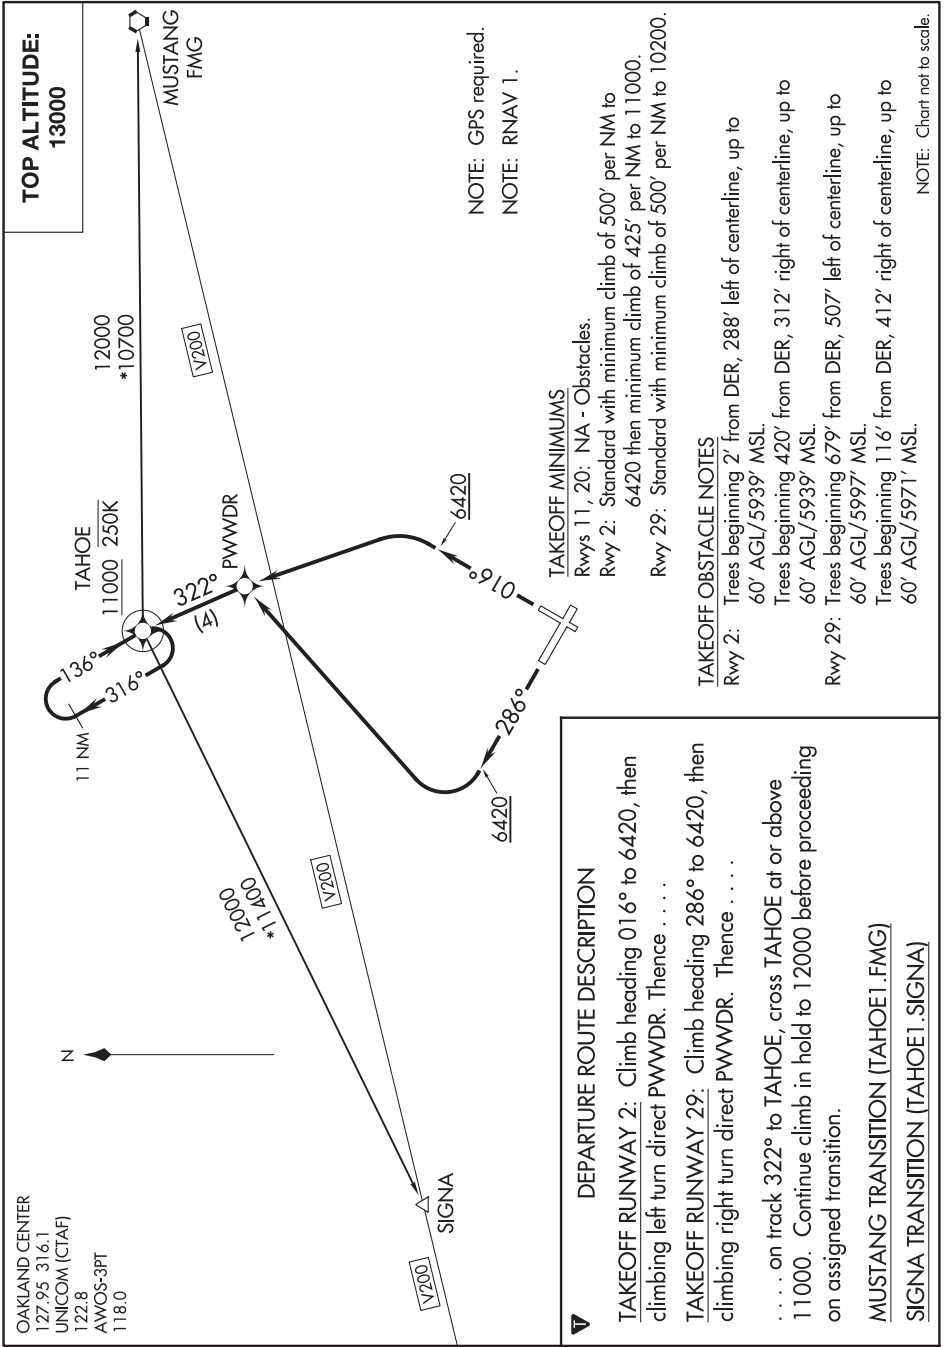 OAKLAND CENTER
127.95 316.1
UNICOM (CTAF)
122.8
AWOS-3PT
118.0
TOP ALTITUDE:
13000
N
11 NM
136°
316°
TAHOE
11000 250K
12000
*10700
MUSTANG
FMG
12000
*11400
322°
(4)
PWWDR
V200
V200
V200
SIGNA
6420
286°
016°
6420
NOTE: GPS required.
NOTE: RNAV 1.
TAKEOFF MINIMUMS
Rwys 11, 20: NA - Obstacles.
Rwy 2: Standard with minimum climb of 500' per NM to
6420 then minimum climb of 425' per NM to 11000.
Rwy 29: Standard with minimum climb of 500' per NM to 10200.
TAKEOFF OBSTACLE NOTES
Rwy 2: Trees beginning 2' from DER, 288' left of centerline, up to
60' AGL/5939' MSL.
Trees beginning 420' from DER, 312' right of centerline, up to
60' AGL/5939' MSL.
Rwy 29: Trees beginning 679' from DER, 507' left of centerline, up to
60' AGL/5997' MSL.
Trees beginning 116' from DER, 412' right of centerline, up to
60' AGL/5971' MSL.
NOTE: Chart not to scale.
T
DEPARTURE ROUTE DESCRIPTION
TAKEOFF RUNWAY 2: Climb heading 016° to 6420, then
climbing left turn direct PWWDR. Thence . . . .
TAKEOFF RUNWAY 29: Climb heading 286° to 6420, then
climbing right turn direct PWWDR. Thence . . . .
. . . . on track 322° to TAHOE, cross TAHOE at or above
11000. Continue climb in hold to 12000 before proceeding
on assigned transition.
MUSTANG TRANSITION (TAHOE1.FMG)
SIGNA TRANSITION (TAHOE1.SIGNA)